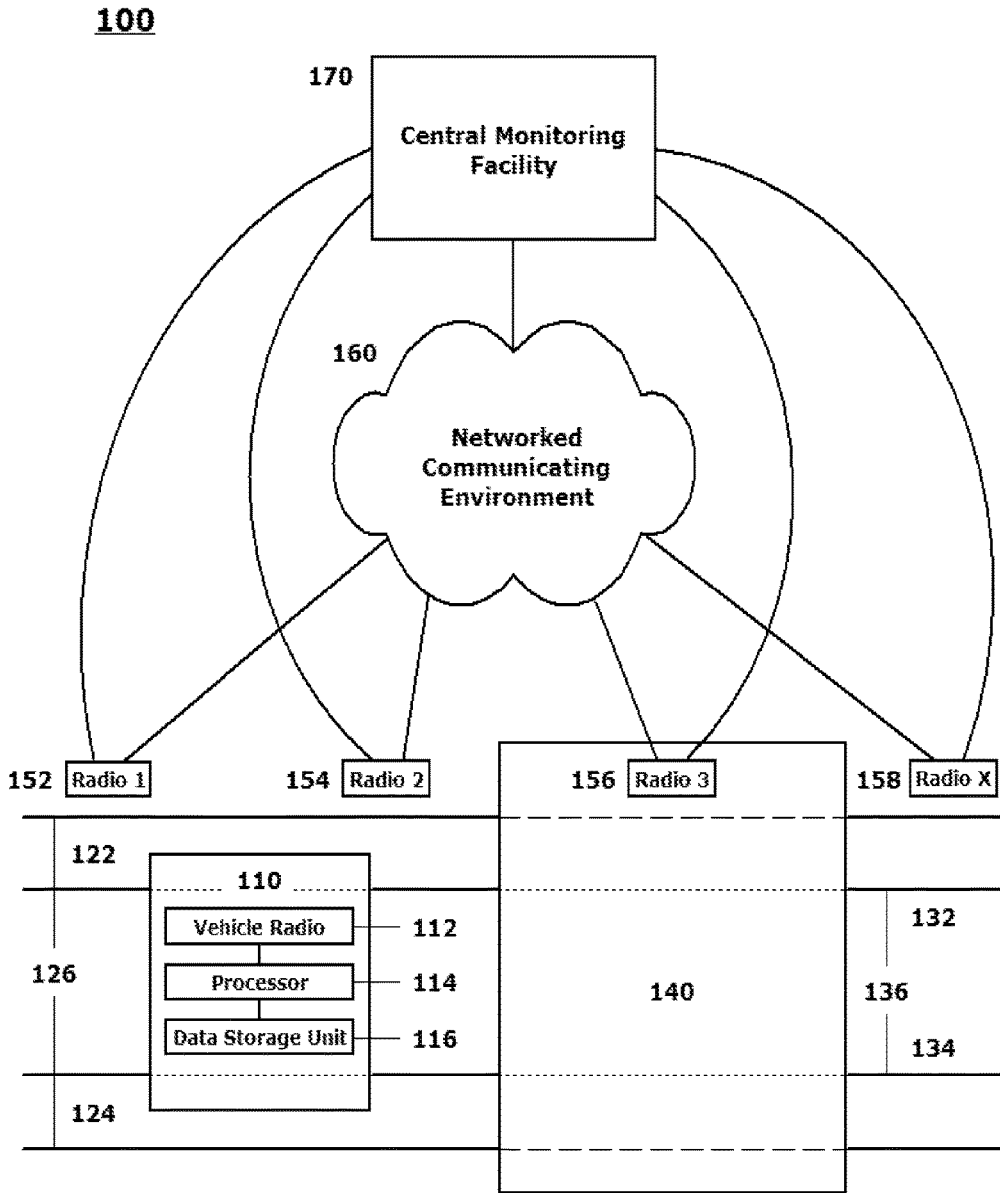 100
170
Central Monitoring
Facility
160
Networked
Communicating
Environment
152 Radio 1
154 Radio 2
156 Radio 3
158 Radio X
122
110
Vehicle Radio 112
132
126
Processor 114
140
136
Data Storage Unit 116
134
124